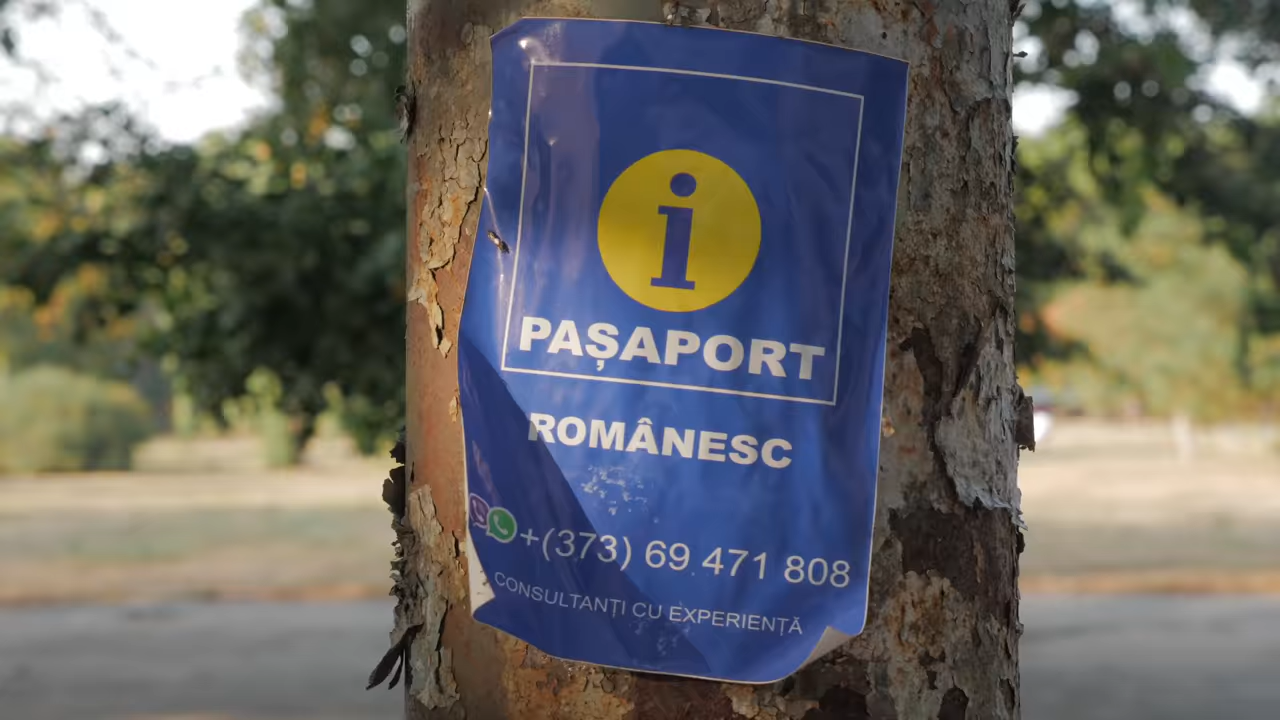 i
PAȘAPORT
ROMÂNESC
+(373) 69 471 808
CONSULTANȚI CU EXPERIENȚĂ